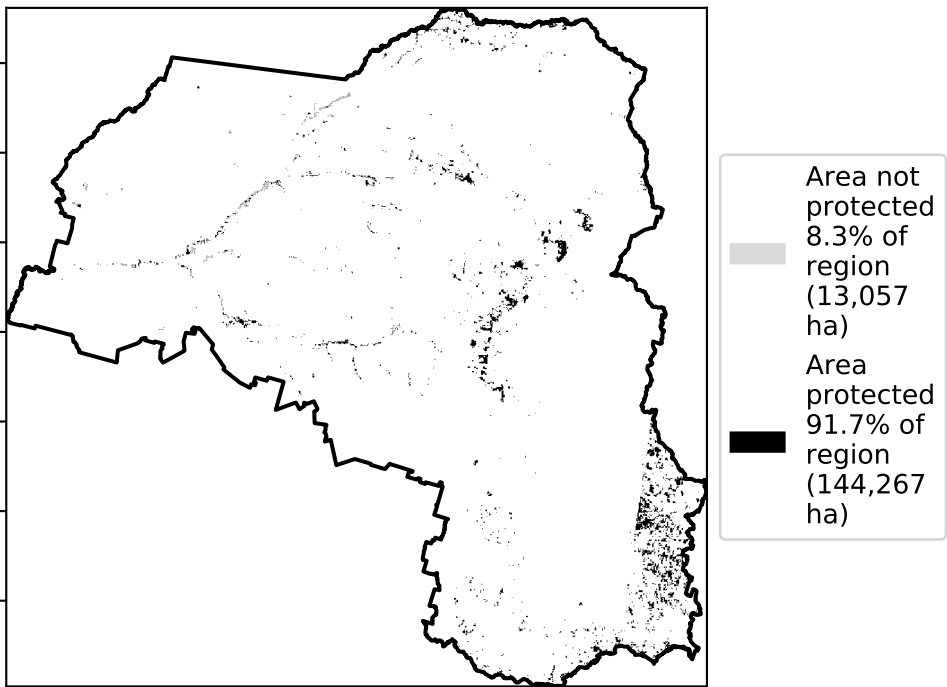 Area not
protected
8.3% of
region
(13,057
ha)
Area
protected
91.7% of
region
(144,267
ha)